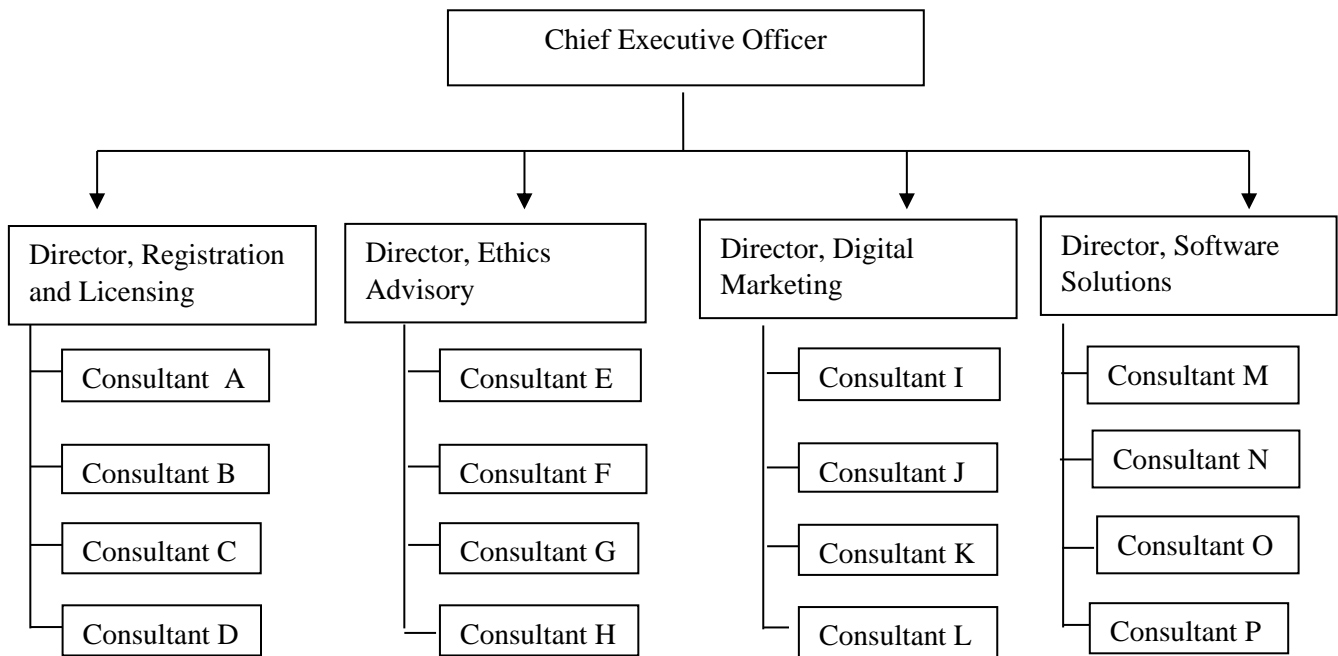 Chief Executive Officer
Director, Registration
and Licensing
Consultant A
Consultant B
Consultant C
Consultant D
Director, Ethics
Advisory
Consultant E
Consultant F
Consultant G
Consultant H
Director, Digital
Marketing
Consultant I
Consultant J
Consultant K
Consultant L
Director, Software
Solutions
Consultant M
Consultant N
Consultant O
Consultant P